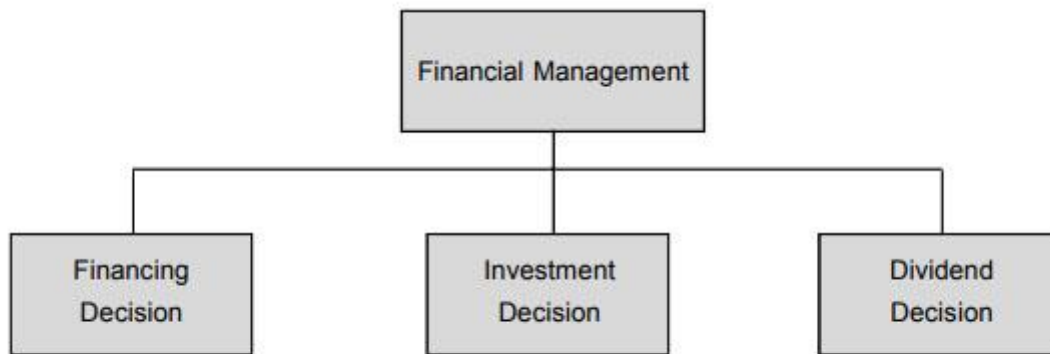 Financial Management
Financing
Decision
Investment
Decision
Dividend
Decision